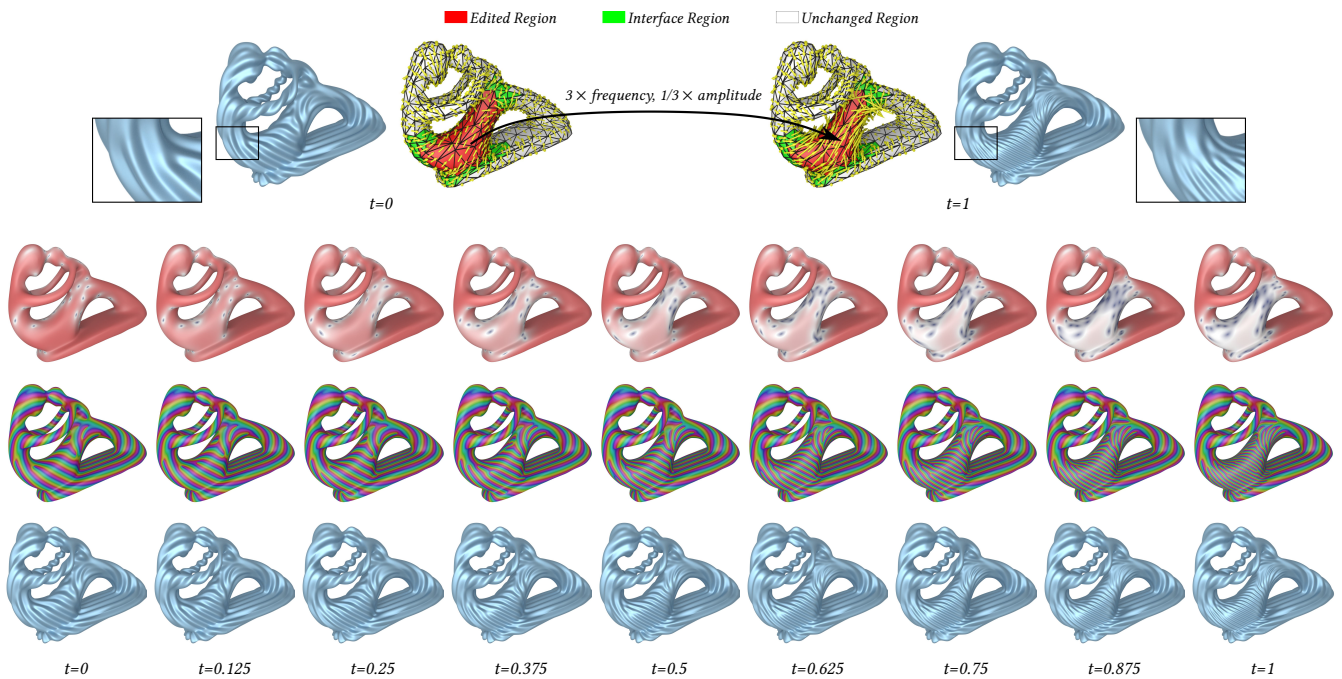 Edited Region Interface Region Unchanged Region
3 × frequency, 1/3 × amplitude
t=0 t=1
t=0 t=0.125 t=0.25 t=0.375 t=0.5 t=0.625 t=0.75 t=0.875 t=1